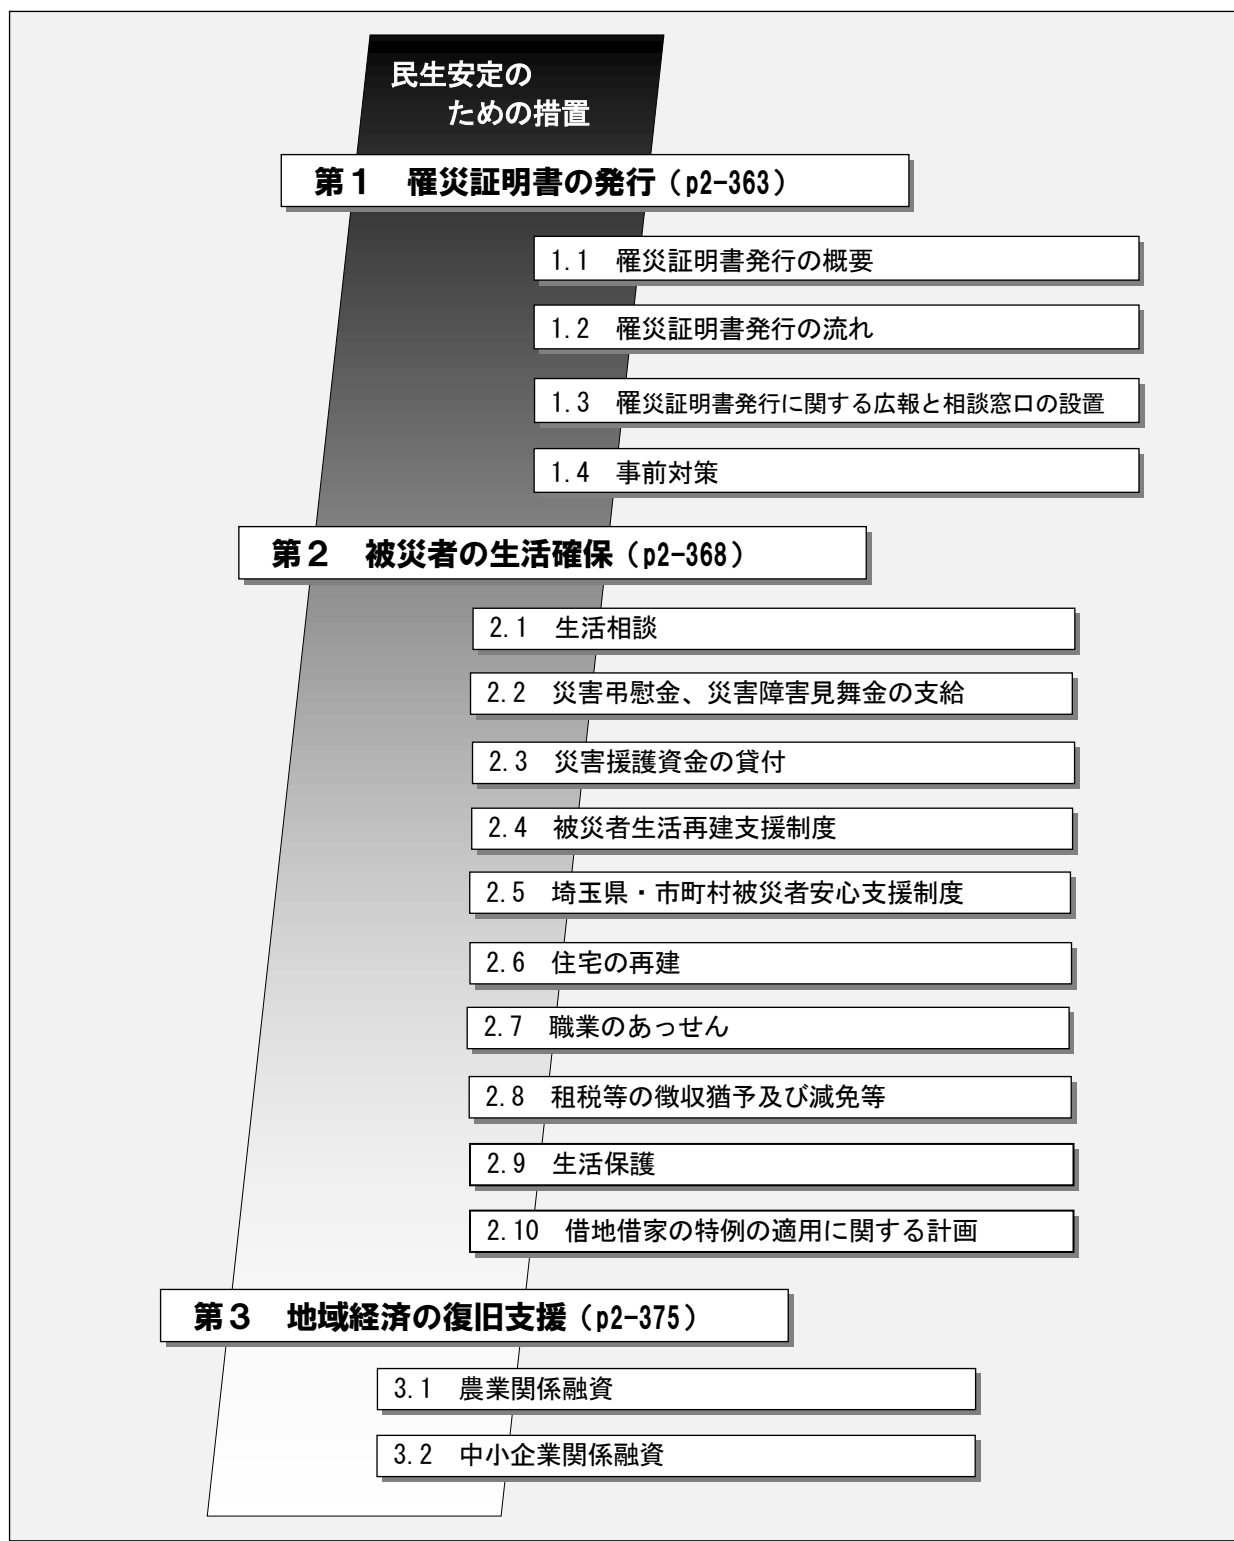 民生安定の
ための措置
第１　罹災証明書の発行（p2-363）
1.1　罹災証明書発行の概要
1.2　罹災証明書発行の流れ
1.3　罹災証明書発行に関する広報と相談窓口の設置
1.4　事前対策
第２　被災者の生活確保（p2-368）
2.1　生活相談
2.2　災害弔慰金、災害障害見舞金の支給
2.3　災害援護資金の貸付
2.4　被災者生活再建支援制度
2.5　埼玉県・市町村被災者安心支援制度
2.6　住宅の再建
2.7　職業のあっせん
2.8　租税等の徴収猶予及び減免等
2.9　生活保護
2.10　借地借家の特例の適用に関する計画
第３　地域経済の復旧支援（p2-375）
3.1　農業関係融資
3.2　中小企業関係融資